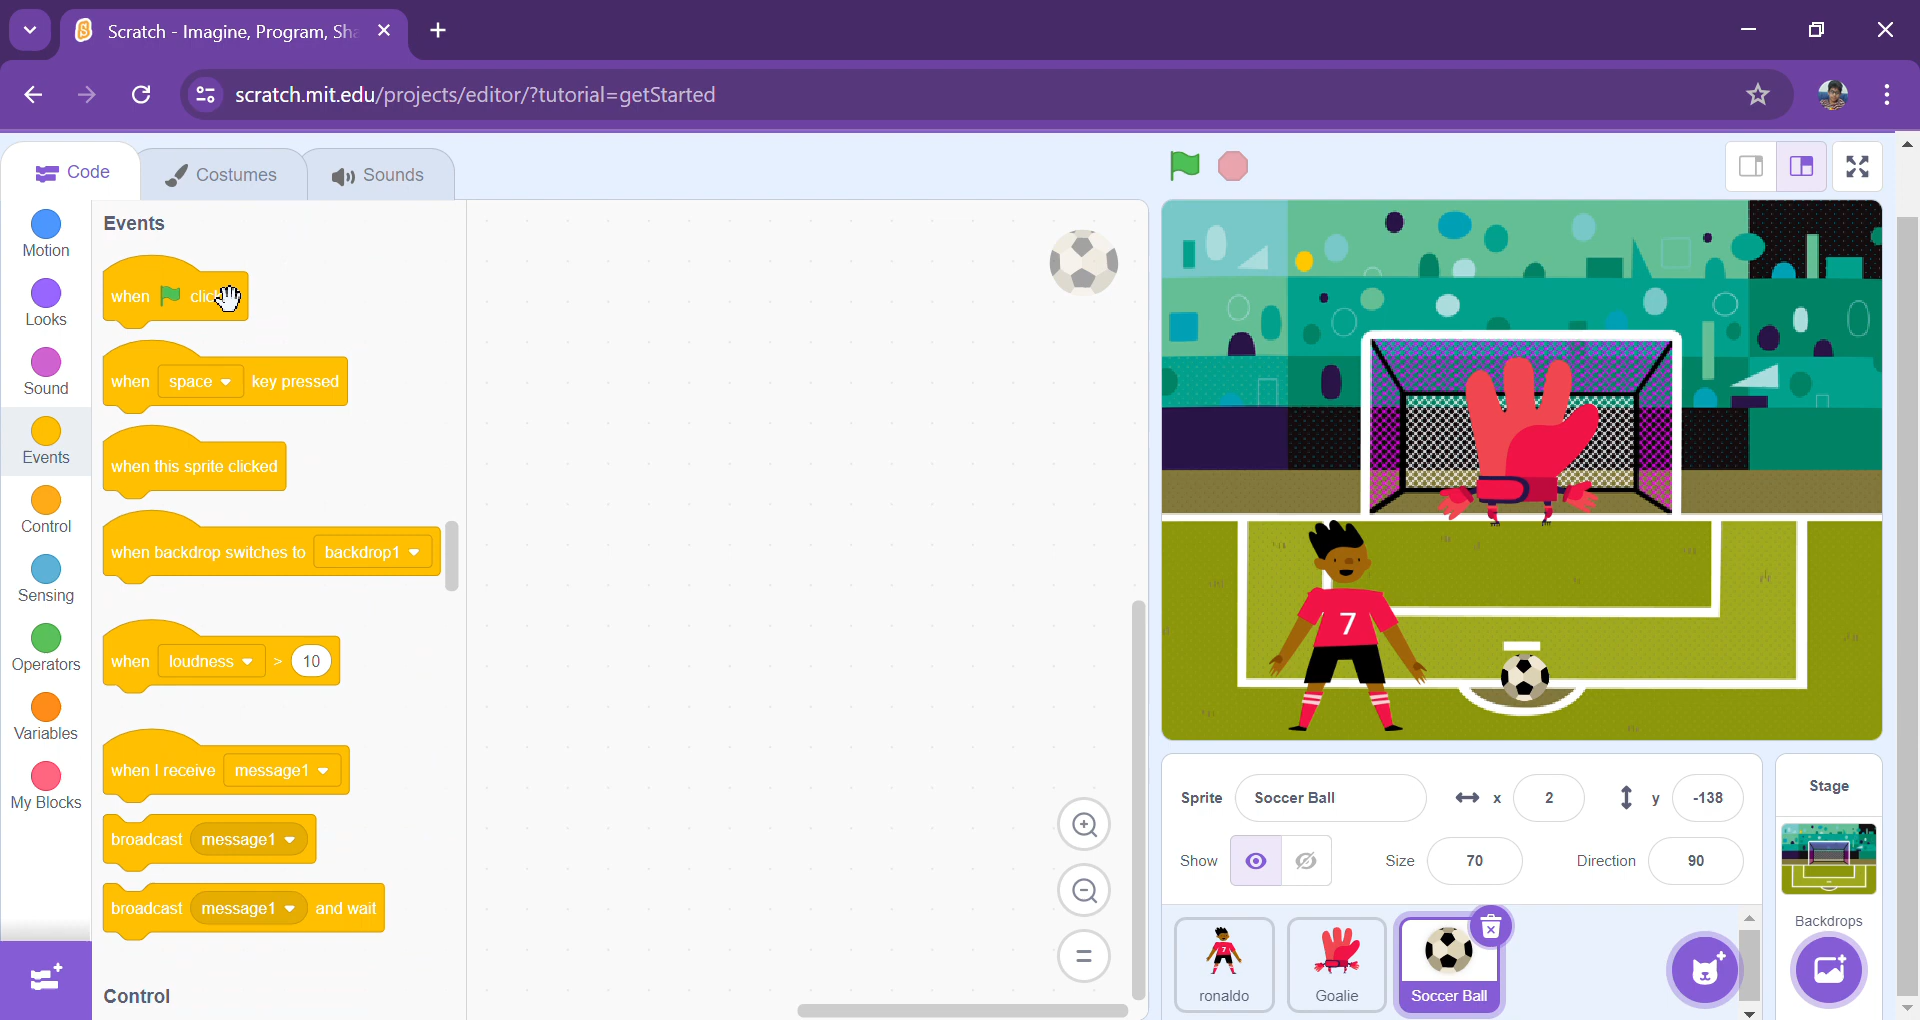 Scratch - Imagine, Program, Sha
scratch.mit.edu/projects/editor/?tutorial=getStarted
Code
Costumes
Sounds
Motion
Looks
Sound
Events
Control
Sensing
Operators
Variables
My Blocks
Events
when clic
when space key pressed
when this sprite clicked
when backdrop switches to backdrop1
when loudness > 10
when I receive message1
broadcast message1
broadcast message1 and wait
Control
7
Sprite Soccer Ball x 2 y -138
Show Size 70 Direction 90
ronaldo
Goalie
Soccer Ball
Stage
Backdrops